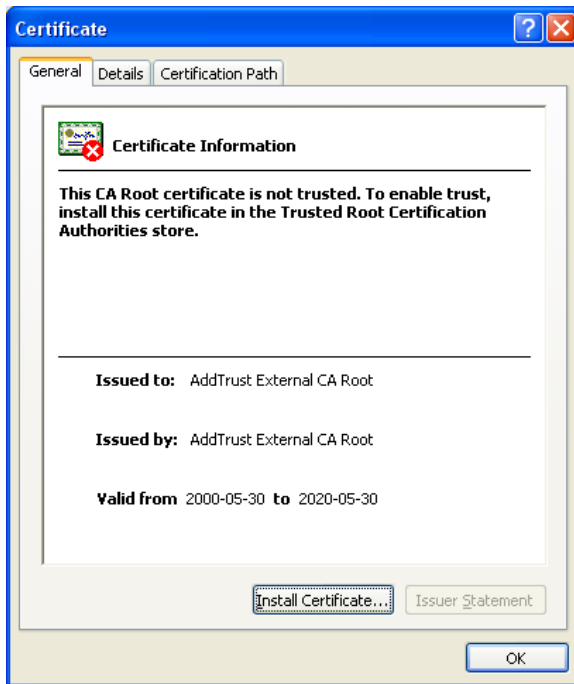 Certificate
General Details Certification Path
Certificate Information
This CA Root certificate is not trusted. To enable trust,
install this certificate in the Trusted Root Certification
Authorities store.
Issued to: AddTrust External CA Root
Issued by: AddTrust External CA Root
Valid from 2000-05-30 to 2020-05-30
Install Certificate... Issuer Statement
OK